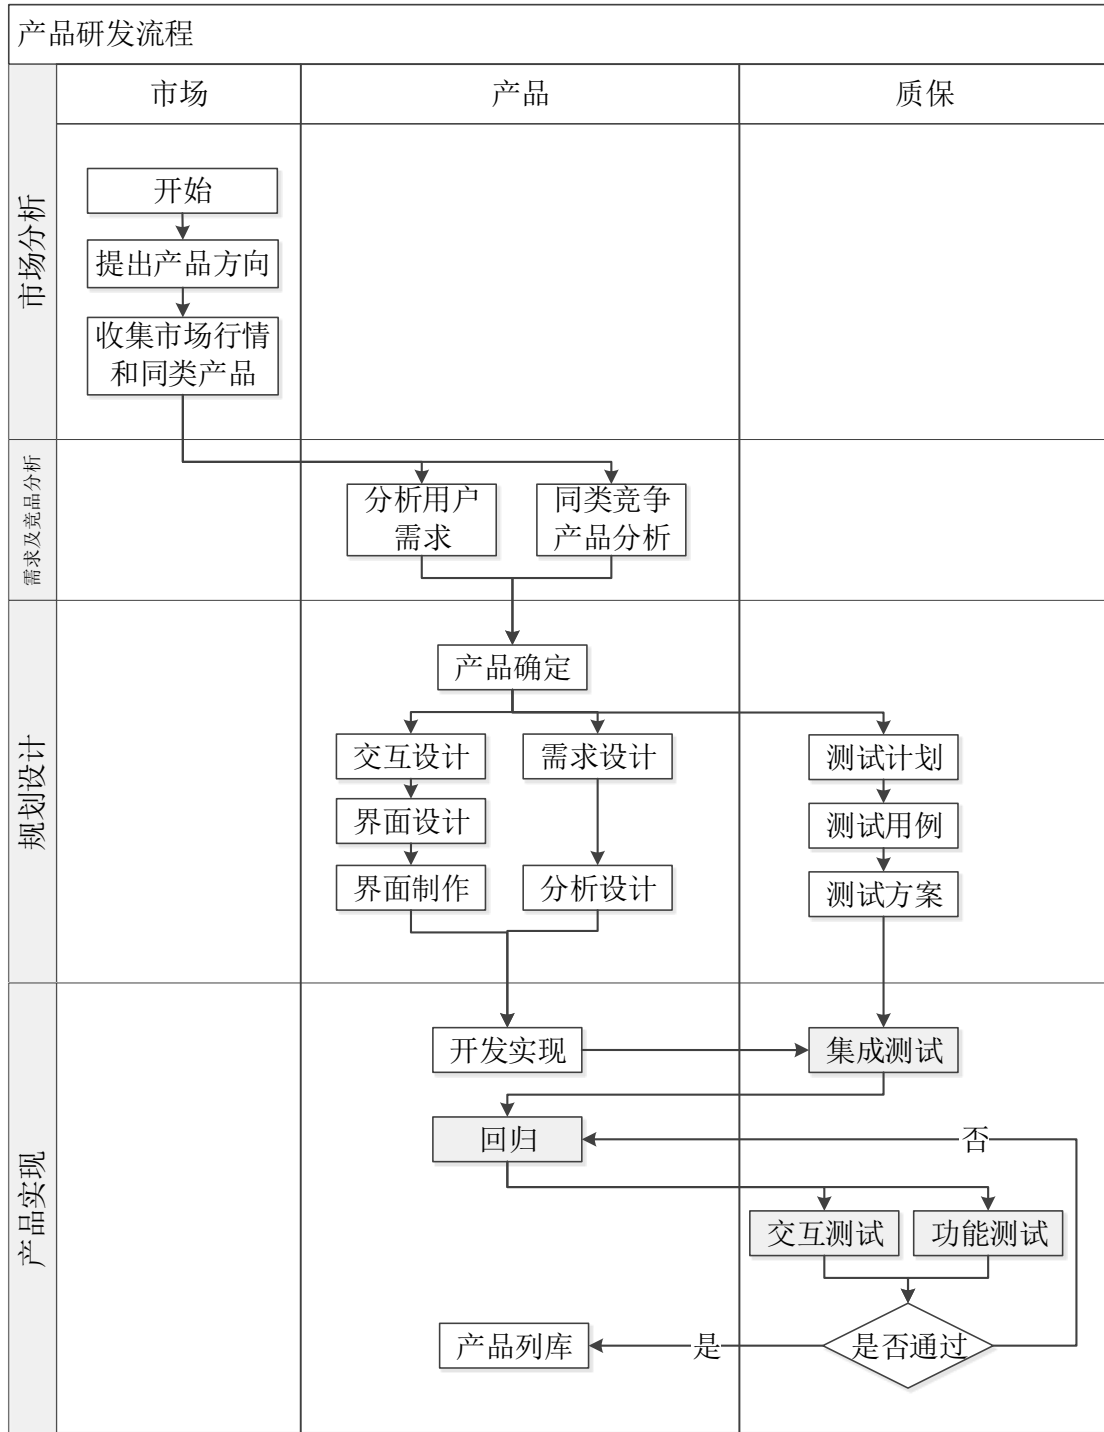 产品研发流程
市场
产品
质保
市场分析
开始
提出产品方向
收集市场行情
和同类产品
需求及竞品分析
分析用户
需求
同类竞争
产品分析
规划设计
产品确定
交互设计
需求设计
测试计划
界面设计
测试用例
界面制作
分析设计
测试方案
产品实现
开发实现
集成测试
回归
否
交互测试
功能测试
产品列库
是
是否通过